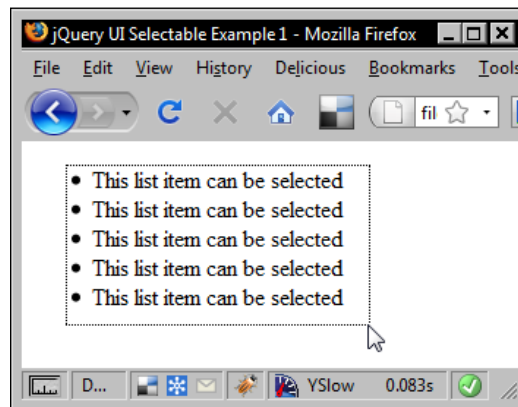 jQuery UI Selectable Example 1 - Mozilla Firefox
File Edit View History Delicious Bookmarks Tools
fil
This list item can be selected
This list item can be selected
This list item can be selected
This list item can be selected
This list item can be selected
D... YSlow 0.083s